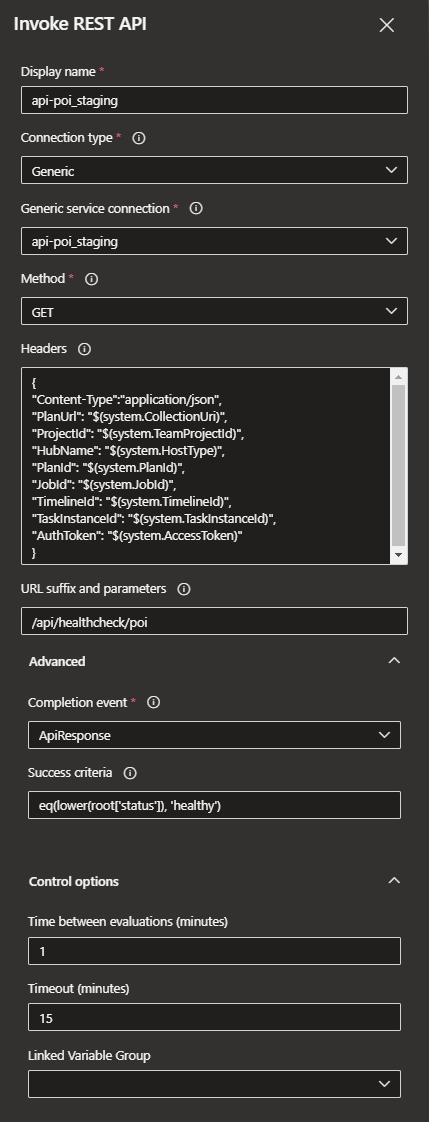 Invoke REST API
Display name *
api-poi_staging
Connection type *
Generic
Generic service connection *
api-poi_staging
Method *
GET
Headers
{
"Content-Type":"application/json",
"PlanUrl": "$(system.CollectionUri)",
"ProjectId": "$(system.TeamProjectId)",
"HubName": "$(system.HostType)",
"PlanId": "$(system.PlanId)",
"JobId": "$(system.JobId)",
"TimelineId": "$(system.TimelineId)",
"TaskInstanceId": "$(system.TaskInstanceId)",
"AuthToken": "$(system.AccessToken)"
}
URL suffix and parameters
/api/healthcheck/poi
Advanced
Completion event *
ApiResponse
Success criteria
eq(lower(root['status']), 'healthy')
Control options
Time between evaluations (minutes)
1
Timeout (minutes)
15
Linked Variable Group